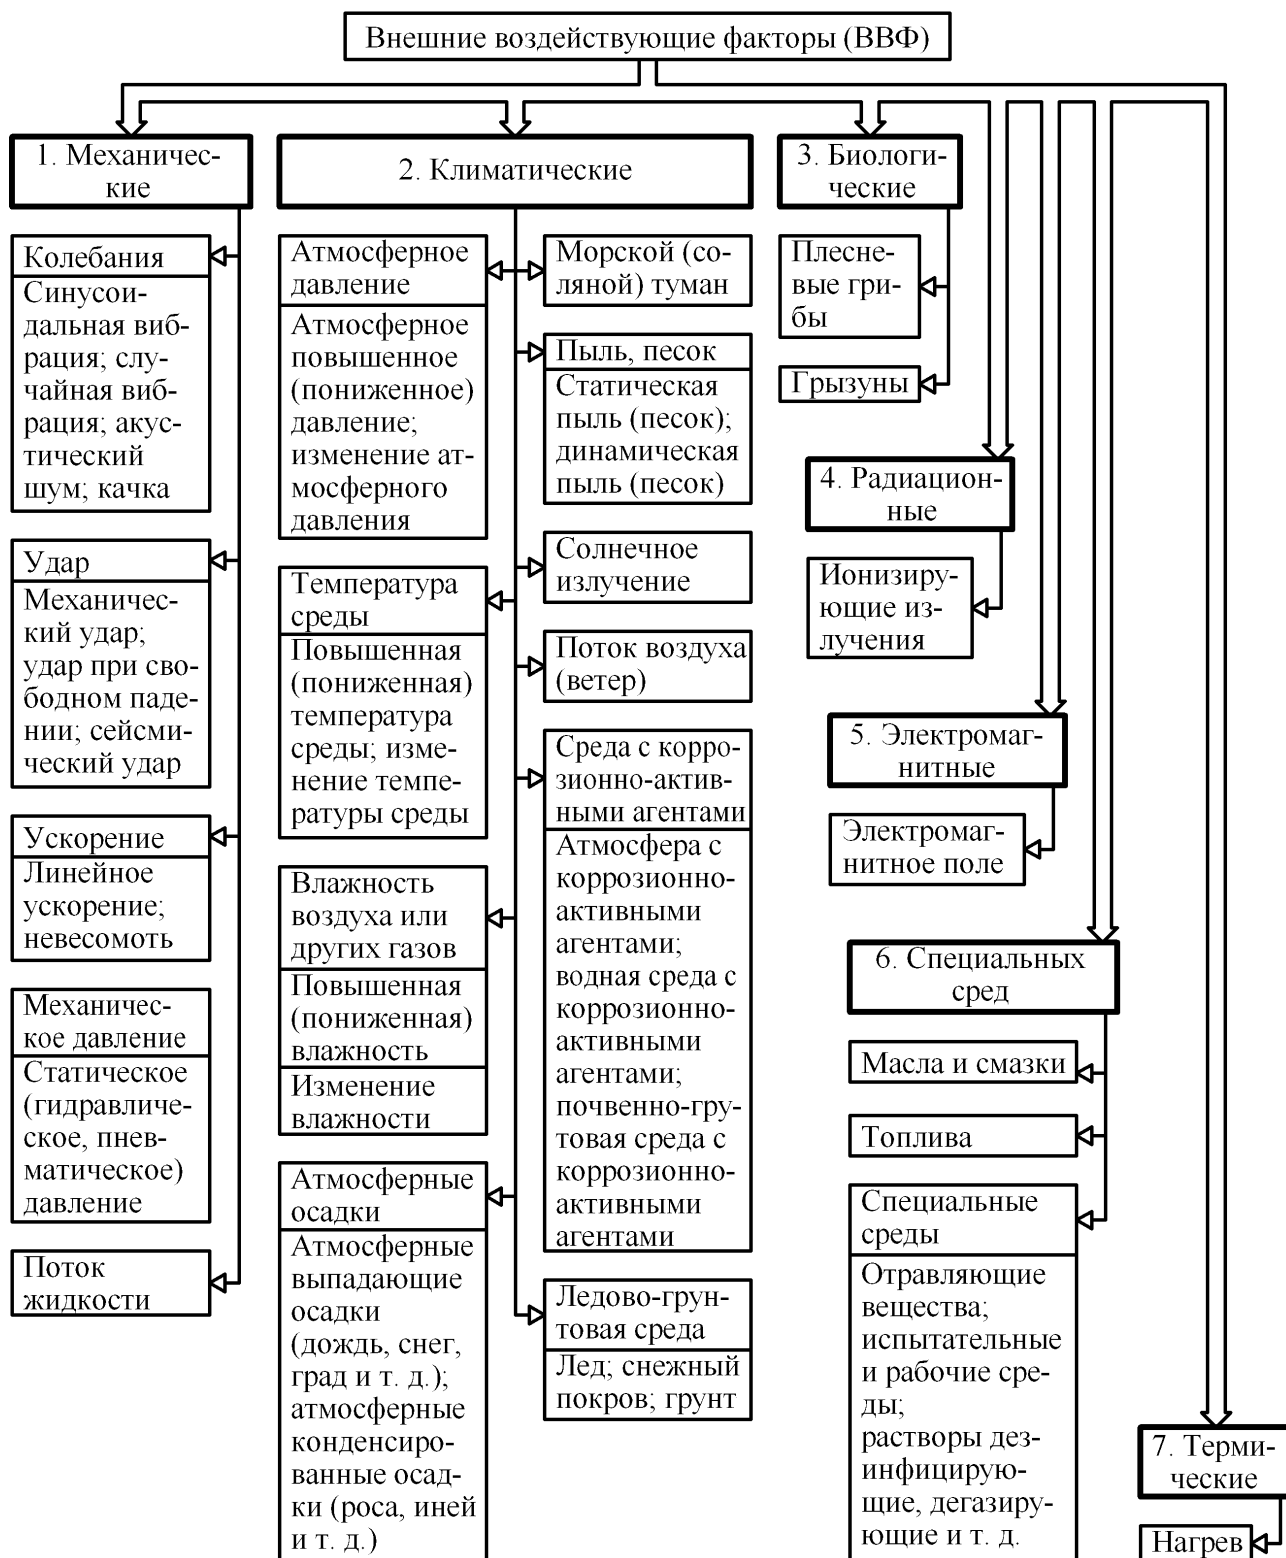 Внешние воздействующие факторы (ВВФ)
1. Механичес-
кие
Колебания
Синусои-
дальная виб-
рация; слу-
чайная виб-
рация; акус-
тический
шум; качка
Удар
Механичес-
кий удар;
удар при сво-
бодном паде-
нии; сейсми-
ческий удар
Ускорение
Линейное
ускорение;
невесомоть
Механичес-
кое давление
Статическое
(гидравличе-
ское, пнев-
матическое)
давление
Поток
жидкости
2. Климатические
Атмосферное
давление
Атмосферное
повышенное
(пониженное)
давление;
изменение ат-
мосферного
давления
Температура
среды
Повышенная
(пониженная)
температура
среды; изме-
нение темпе-
ратуры среды
Влажность
воздуха или
других газов
Повышенная
(пониженная)
влажность
Изменение
влажности
Атмосферные
осадки
Атмосферные
выпадающие
осадки
(дождь, снег,
град и т. д.);
атмосферные
конденсиро-
ванные осад-
ки (роса, иней
и т. д.)
Морской (со-
ляной) туман
Пыль, песок
Статическая
пыль (песок);
динамическая
пыль (песок)
Солнечное
излучение
Поток воздуха
(ветер)
Среда с корро-
зионно-актив-
ными агентами
Атмосфера с
коррозионно-
активными
агентами;
водная среда с
коррозионно-
активными
агентами;
почвенно-гру-
товая среда с
коррозионно-
активными
агентами
Ледово-грун-
товая среда
Лед; снежный
покров; грунт
3. Биологи-
ческие
Плесне-
вые гри-
бы
Грызуны
4. Радиацион-
ные
Ионизиру-
ющие из-
лучения
5. Электромаг-
нитные
Электромаг-
нитное поле
6. Специальных
сред
Масла и смазки
Топлива
Специальные
среды
Отравляющие
вещества;
испытательные
и рабочие сре-
ды;
растворы дез-
инфицирую-
щие, дегазиру-
ющие и т. д.
7. Терми-
ческие
Нагрев